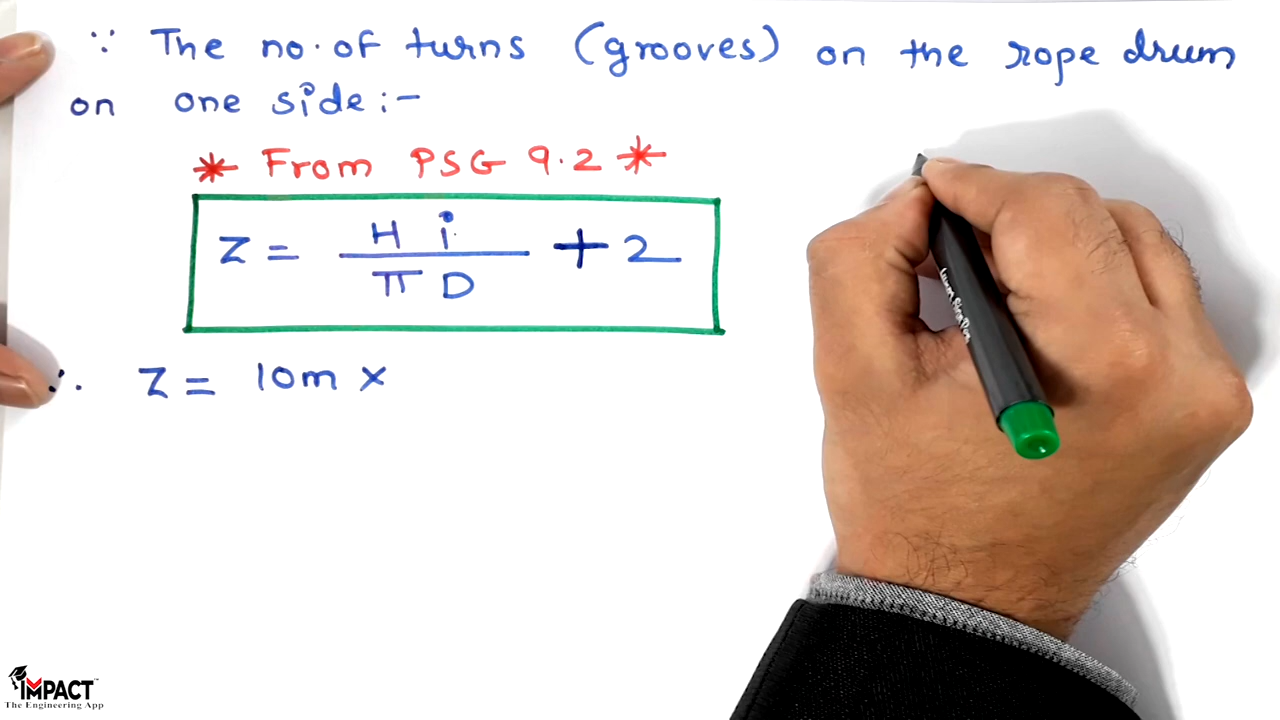 ∵ The no. of turns (grooves) on the rope drum
on one side :-
* From PSG 9.2 *
Z = H i / π D + 2
∴ Z = 10m ×
IMPACT
The Engineering App